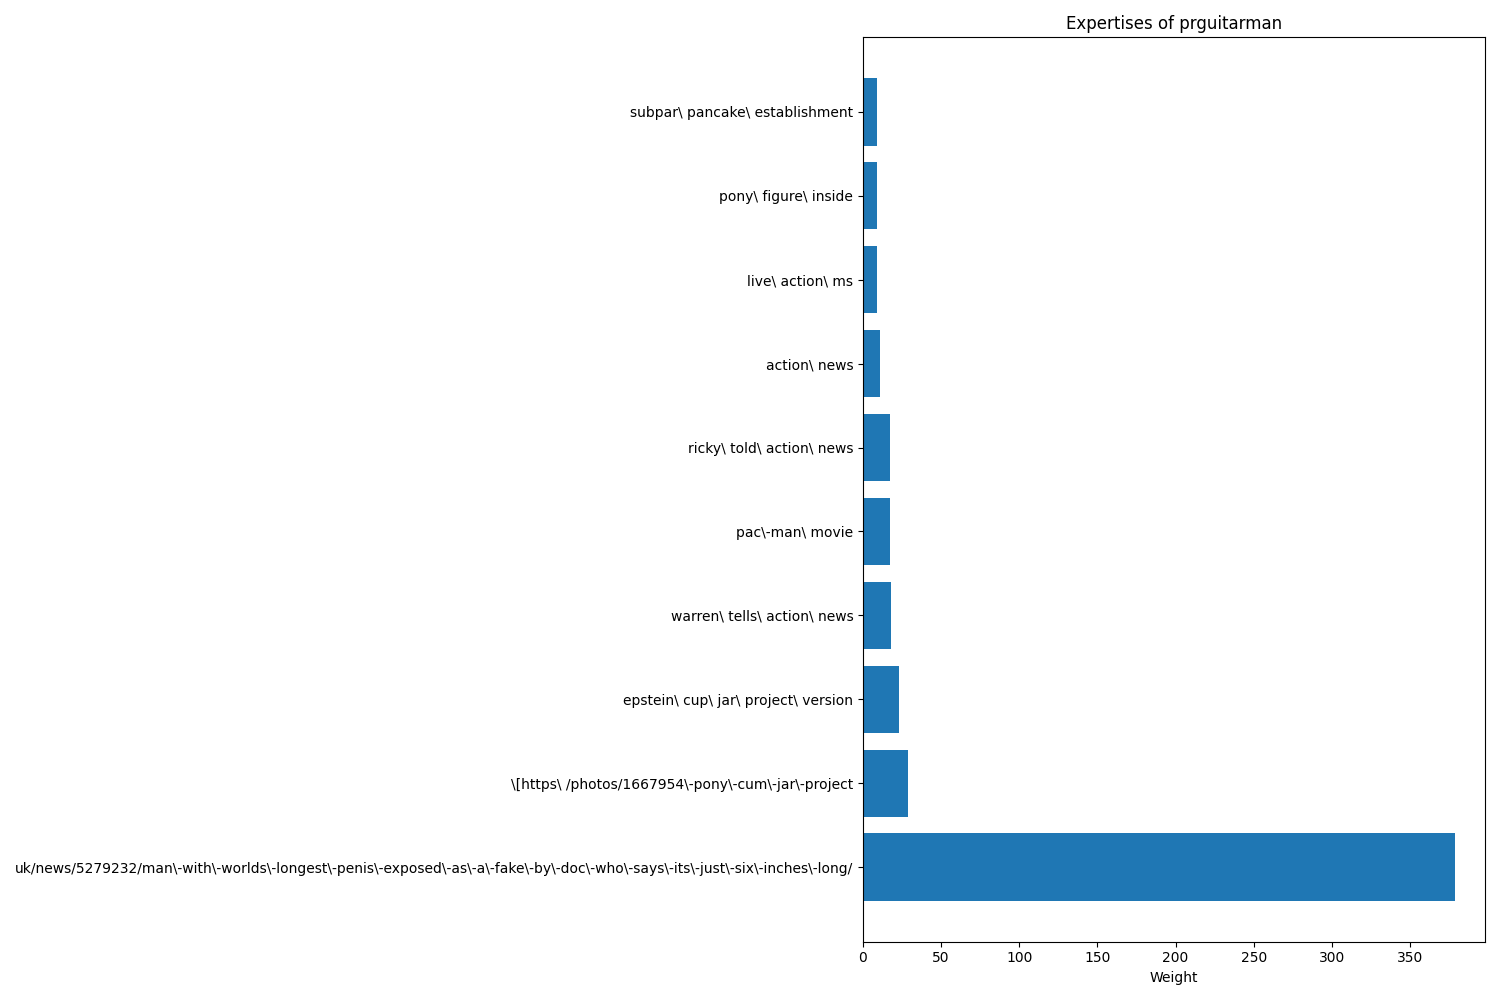 Expertises of prguitarman
subpar\ pancake\ establishment
pony\ figure\ inside
live\ action\ ms
action\ news
ricky\ told\ action\ news
pac\-man\ movie
warren\ tells\ action\ news
epstein\ cup\ jar\ project\ version
\[https\ /photos/1667954\-pony\-cum\-jar\-project
uk/news/5279232/man\-with\-worlds\-longest\-penis\-exposed\-as\-a\-fake\-by\-doc\-who\-says\-its\-just\-six\-inches\-long/
0 50 100 150 200 250 300 350
Weight